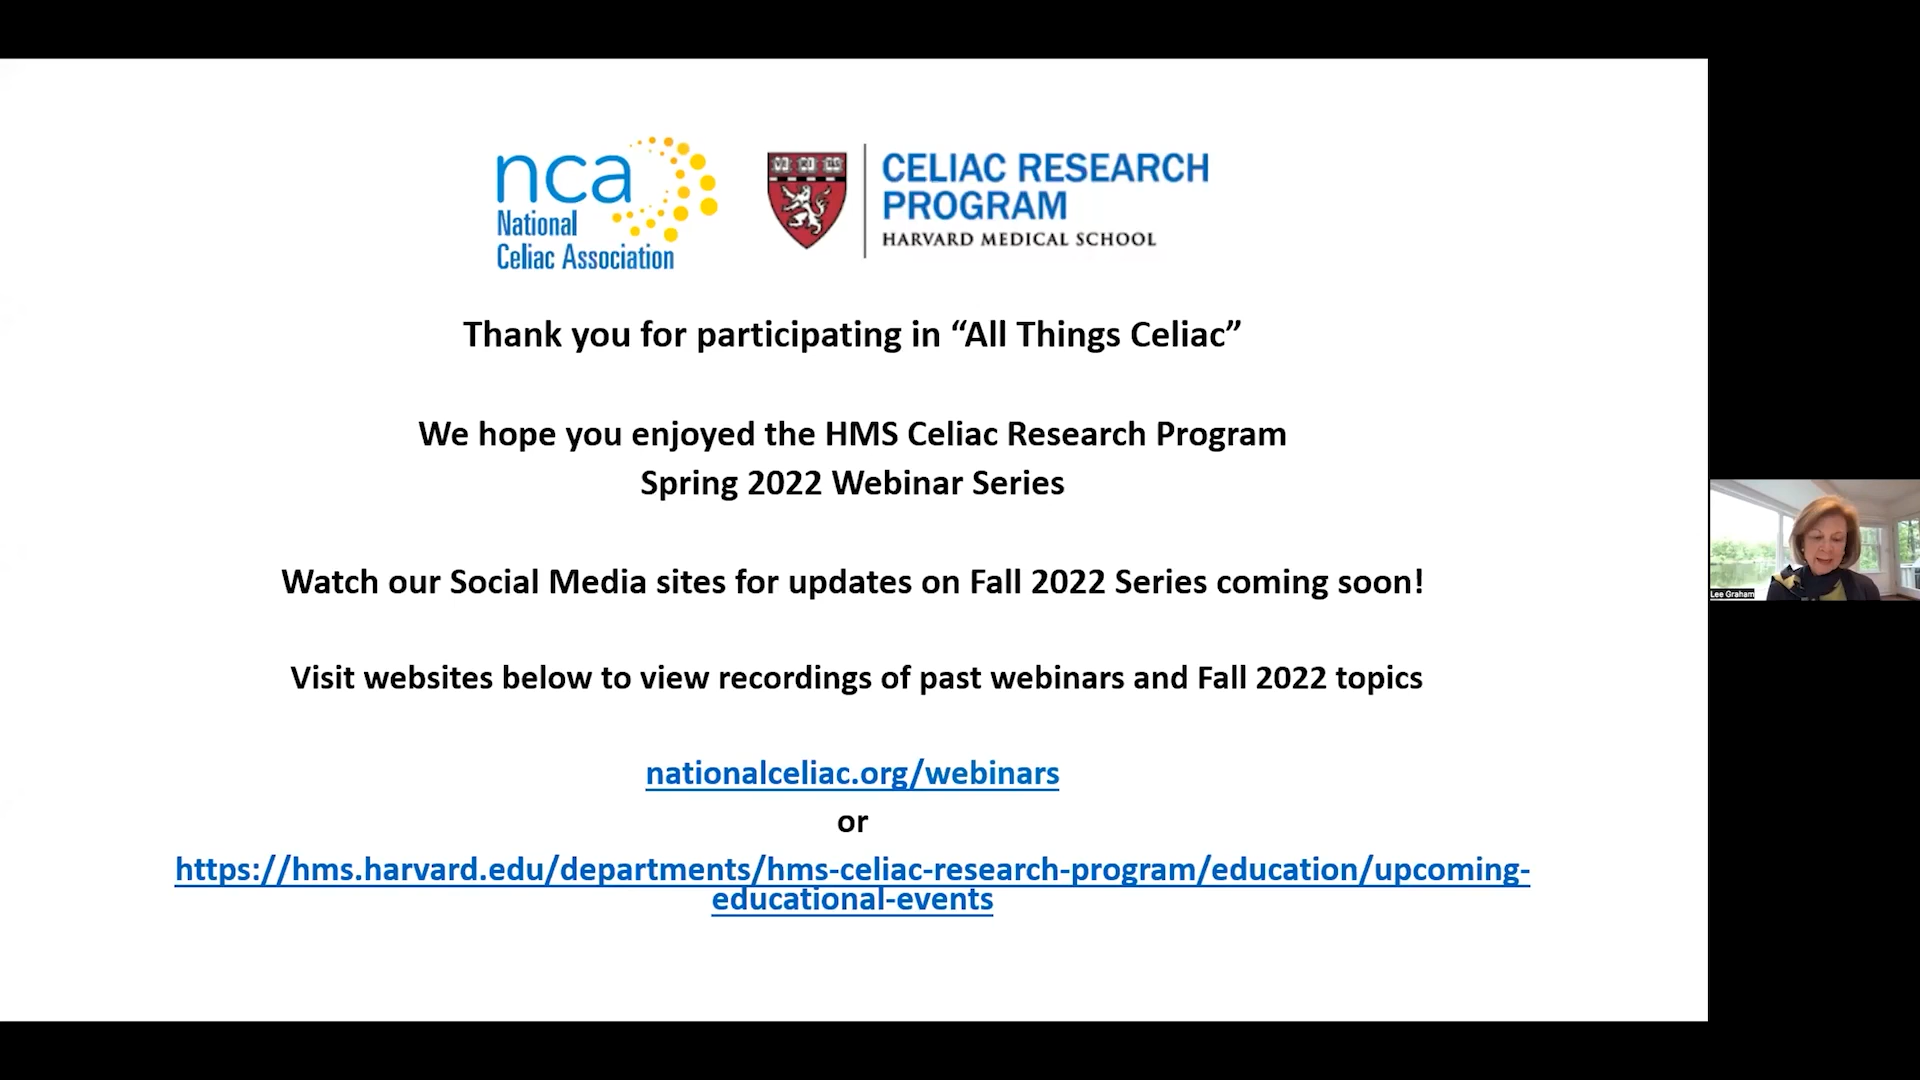 nca
National
Celiac Association
VE RI TAS
CELIAC RESEARCH
PROGRAM
HARVARD MEDICAL SCHOOL
Thank you for participating in “All Things Celiac”
We hope you enjoyed the HMS Celiac Research Program
Spring 2022 Webinar Series
Watch our Social Media sites for updates on Fall 2022 Series coming soon!
Visit websites below to view recordings of past webinars and Fall 2022 topics
nationalceliac.org/webinars
or
https://hms.harvard.edu/departments/hms-celiac-research-program/education/upcoming-
educational-events
Lee Graham